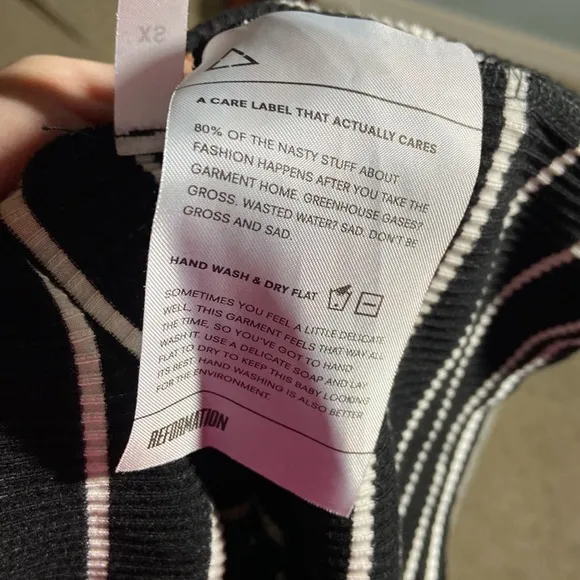 XS
A CARE LABEL THAT ACTUALLY CARES
80% OF THE NASTY STUFF ABOUT
FASHION HAPPENS AFTER YOU TAKE THE
GARMENT HOME. GREENHOUSE GASES?
GROSS. WASTED WATER? SAD. DON'T BE
GROSS AND SAD.
HAND WASH & DRY FLAT
SOMETIMES YOU FEEL A LITTLE DELICATE
WELL, THIS GARMENT FEELS THAT WAY ALL
THE TIME, SO YOU'VE GOT TO HAND
WASH IT. USE A DELICATE SOAP AND LAY
FLAT TO DRY TO KEEP THIS BABY LOOKING
ITS BEST. HAND WASHING IS ALSO BETTER
FOR THE ENVIRONMENT.
REFORMATION